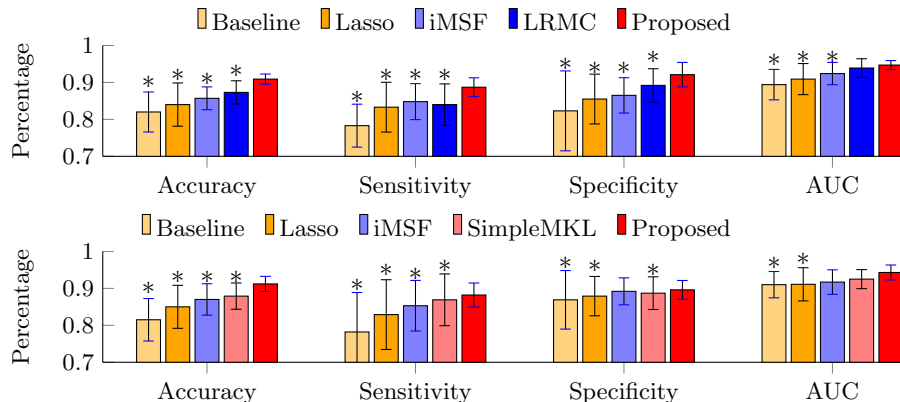 Baseline Lasso iMSF LRMC Proposed
Percentage
1
0.9
0.8
0.7
* * * * * * * * * * * * * * *
Accuracy Sensitivity Specificity AUC
Baseline Lasso iMSF SimpleMKL Proposed
Percentage
1
0.9
0.8
0.7
* * * * * * * * * * * * *
Accuracy Sensitivity Specificity AUC